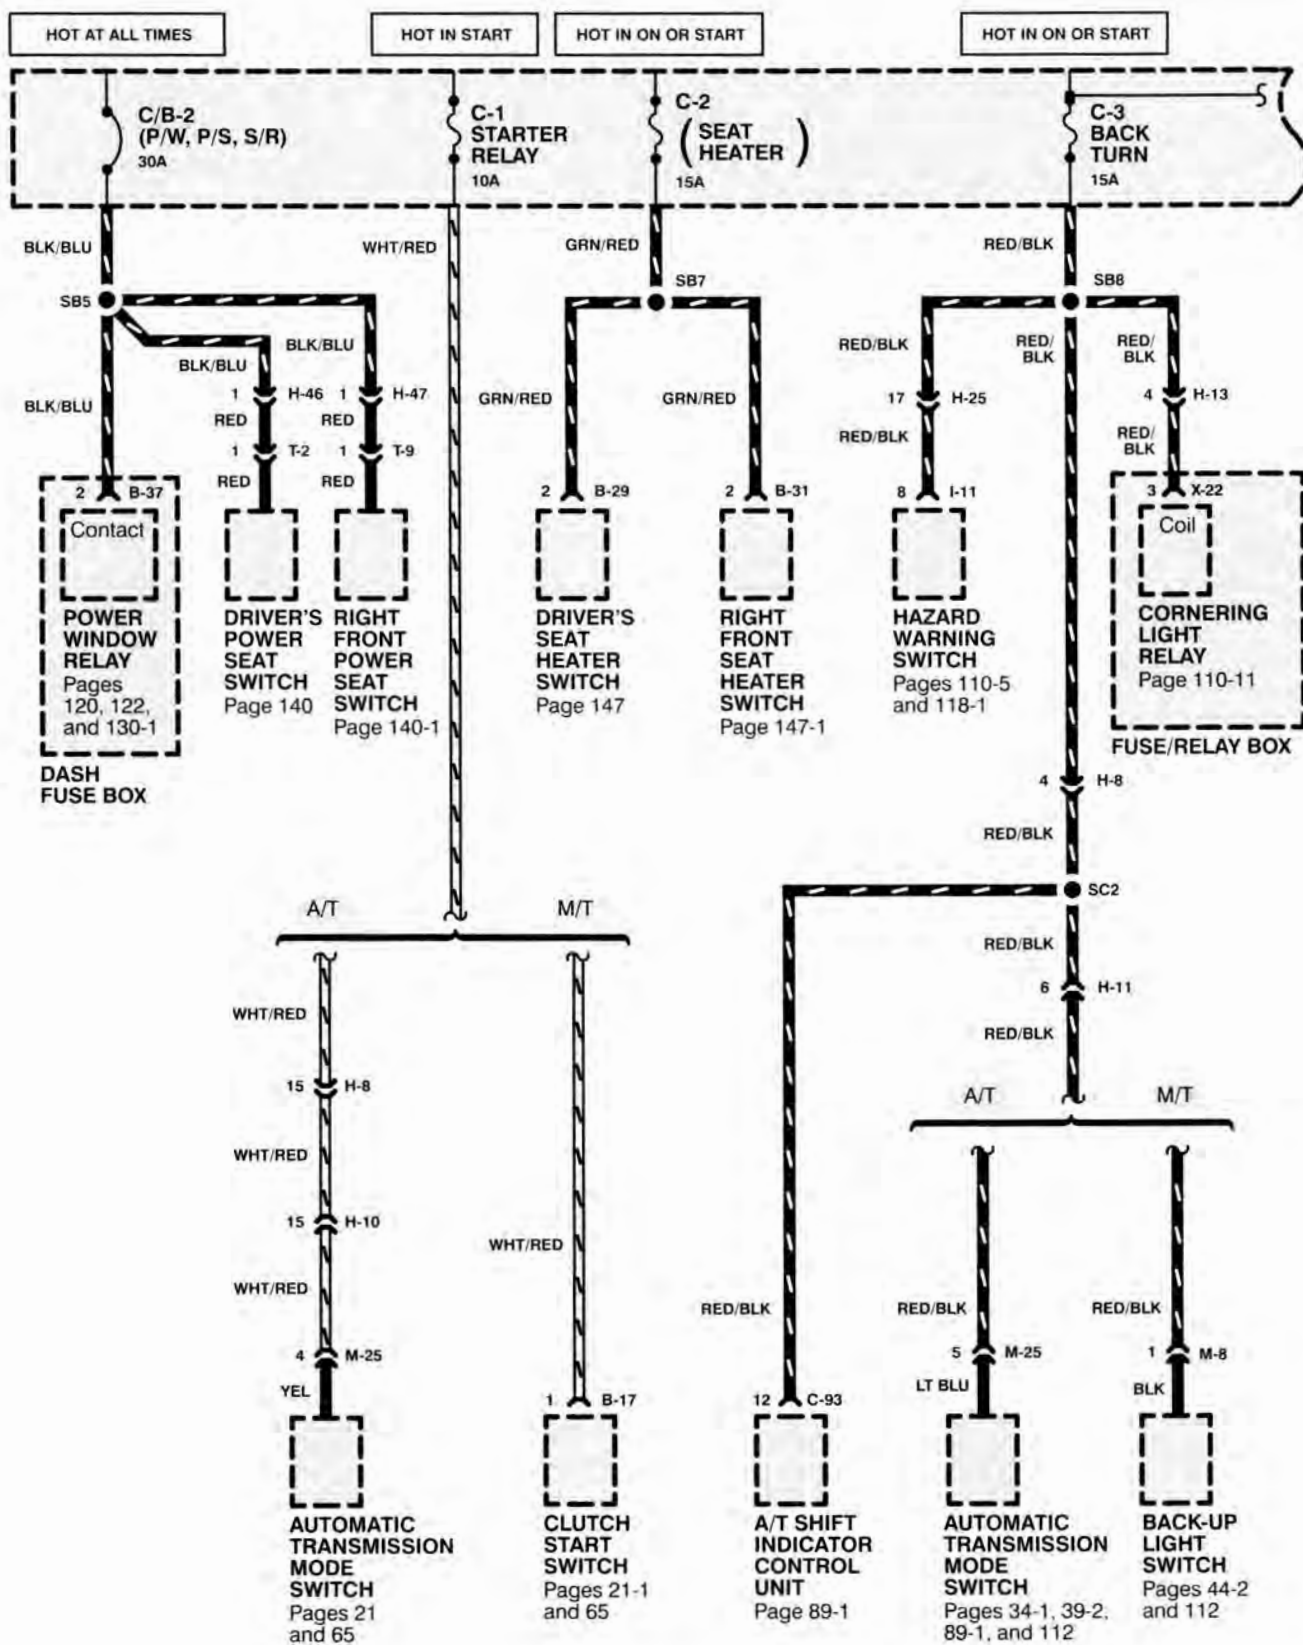 HOT AT ALL TIMES
HOT IN START
HOT IN ON OR START
HOT IN ON OR START
C/B-2
(P/W, P/S, S/R)
30A
C-1
STARTER
RELAY
10A
C-2
(SEAT
HEATER)
15A
C-3
BACK
TURN
15A
BLK/BLU
WHT/RED
GRN/RED
RED/BLK
SB5
SB7
SB8
BLK/BLU
BLK/BLU
BLK/BLU
1 H-46
1 H-47
RED
RED
1 T-2
1 T-9
RED
RED
GRN/RED
GRN/RED
RED/BLK
RED/
BLK
RED/
BLK
17 H-25
4 H-13
RED/BLK
RED/
BLK
2 B-37
2 B-29
2 B-31
8 I-11
3 X-22
Contact
Coil
POWER
WINDOW
RELAY
Pages
120, 122,
and 130-1
DASH
FUSE BOX
DRIVER'S
POWER
SEAT
SWITCH
Page 140
RIGHT
FRONT
POWER
SEAT
SWITCH
Page 140-1
DRIVER'S
SEAT
HEATER
SWITCH
Page 147
RIGHT
FRONT
SEAT
HEATER
SWITCH
Page 147-1
HAZARD
WARNING
SWITCH
Pages 110-5
and 118-1
CORNERING
LIGHT
RELAY
Page 110-11
FUSE/RELAY BOX
4 H-8
RED/BLK
SC2
RED/BLK
6 H-11
RED/BLK
A/T
M/T
WHT/RED
15 H-8
WHT/RED
15 H-10
WHT/RED
4 M-25
YEL
WHT/RED
1 B-17
A/T
M/T
RED/BLK
RED/BLK
RED/BLK
12 C-93
5 M-25
1 M-8
LT BLU
BLK
AUTOMATIC
TRANSMISSION
MODE
SWITCH
Pages 21
and 65
CLUTCH
START
SWITCH
Pages 21-1
and 65
A/T SHIFT
INDICATOR
CONTROL
UNIT
Page 89-1
AUTOMATIC
TRANSMISSION
MODE
SWITCH
Pages 34-1, 39-2,
89-1, and 112
BACK-UP
LIGHT
SWITCH
Pages 44-2
and 112